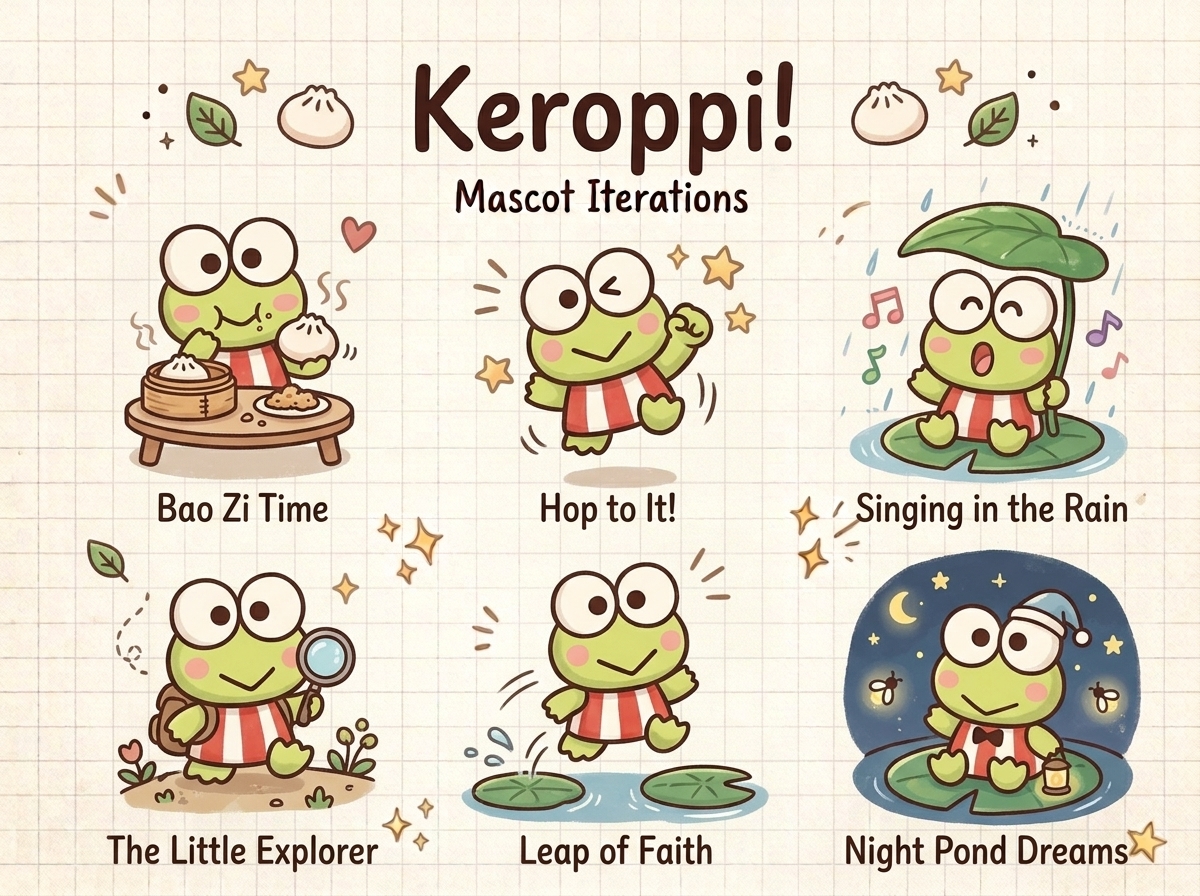 Keroppi!
Mascot Iterations
Bao Zi Time
Hop to It!
Singing in the Rain
The Little Explorer
Leap of Faith
Night Pond Dreams